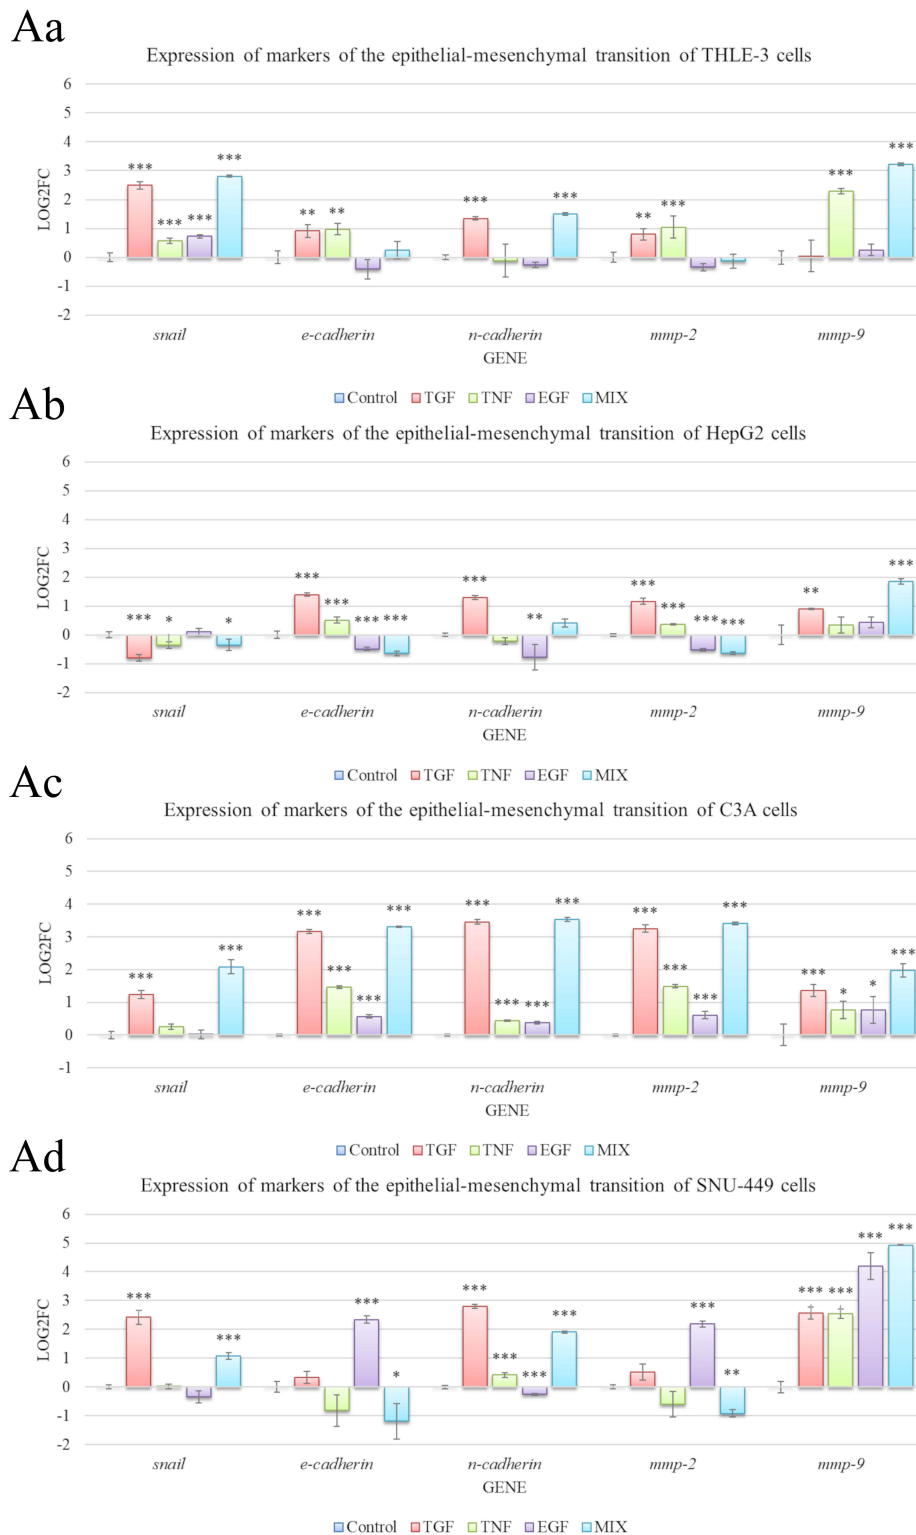 Aa
Expression of markers of the epithelial-mesenchymal transition of THLE-3 cells
6
5
4
3
2
1
0
-1
-2
LOG2FC
*** *** *** ***
** **
*** ***
** ***
*** ***
snail e-cadherin n-cadherin mmp-2 mmp-9
GENE
Control TGF TNF EGF MIX
Ab
Expression of markers of the epithelial-mesenchymal transition of HepG2 cells
6
5
4
3
2
1
0
-1
-2
LOG2FC
*** * *
*** *** *** ***
*** **
*** *** *** ***
** ***
snail e-cadherin n-cadherin mmp-2 mmp-9
GENE
Control TGF TNF EGF MIX
Ac
Expression of markers of the epithelial-mesenchymal transition of C3A cells
6
5
4
3
2
1
0
-1
LOG2FC
*** ***
*** *** *** ***
*** *** *** ***
*** *** *** ***
*** * * ***
snail e-cadherin n-cadherin mmp-2 mmp-9
GENE
Control TGF TNF EGF MIX
Ad
Expression of markers of the epithelial-mesenchymal transition of SNU-449 cells
6
5
4
3
2
1
0
-1
-2
LOG2FC
*** ***
*** *
*** *** *** ***
*** **
*** *** *** ***
snail e-cadherin n-cadherin mmp-2 mmp-9
GENE
Control TGF TNF EGF MIX